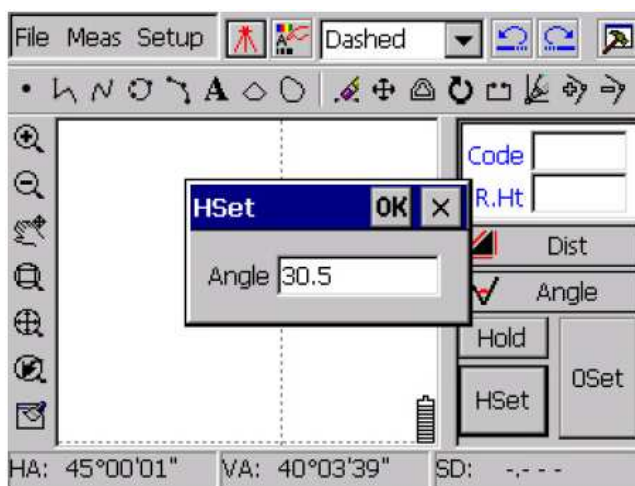 File Meas Setup Dashed
A
Code
R.Ht
HSet OK ×
Angle 30.5
Dist
Angle
Hold
HSet
0Set
HA: 45°00'01" VA: 40°03'39" SD: -.- - -